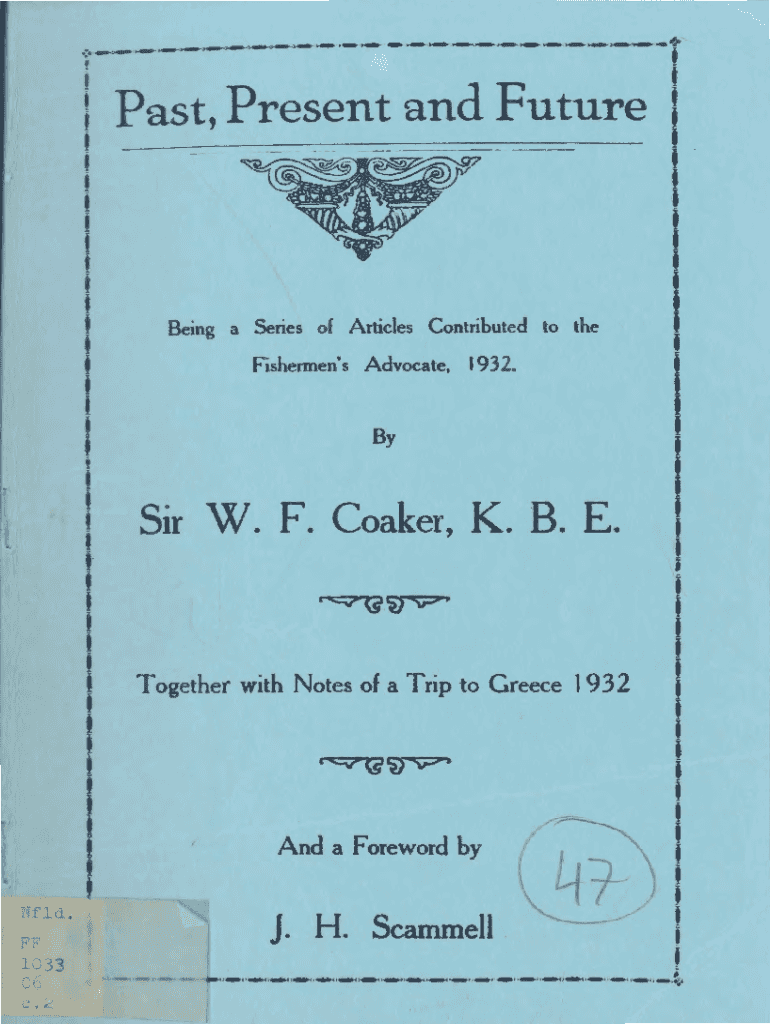 Past, Present and Future
Being a Series of Articles Contributed to the
Fishermen's Advocate, 1932.
By
Sir W. F. Coaker, K. B. E.
Together with Notes of a Trip to Greece 1932
And a Foreword by
47
J. H. Scammell
Nfld.
FF
1033
C6
c.2